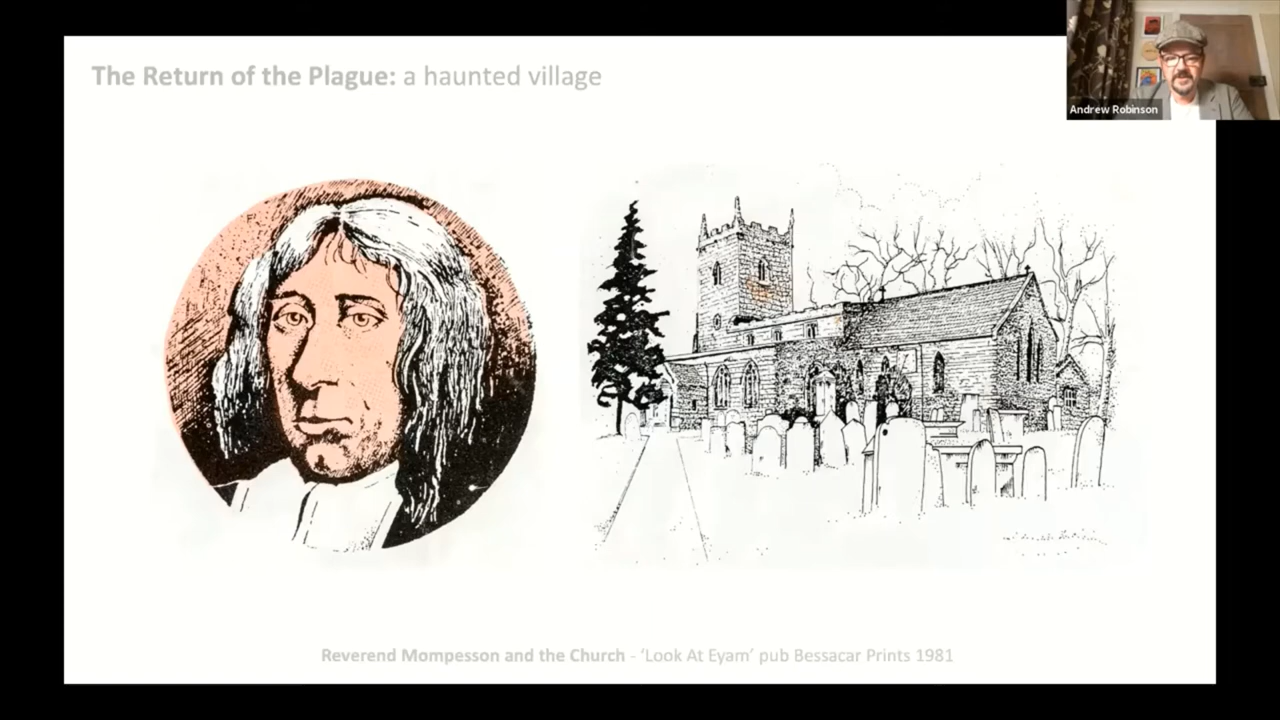 The Return of the Plague: a haunted village
Andrew Robinson
Reverend Mompesson and the Church - ‘Look At Eyam’ pub Bessacar Prints 1981